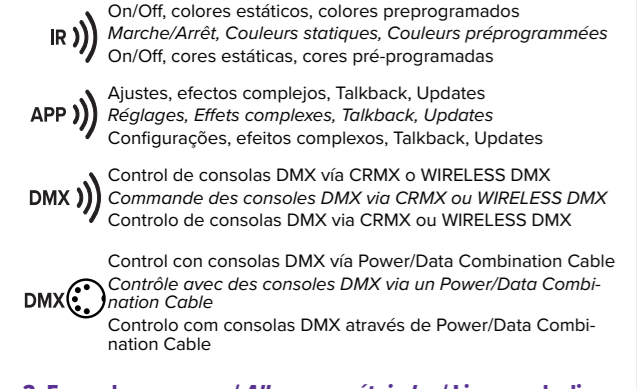 IR
On/Off, colores estáticos, colores preprogramados
Marche/Arrêt, Couleurs statiques, Couleurs préprogrammées
On/Off, cores estáticas, cores pré-programadas
APP
Ajustes, efectos complejos, Talkback, Updates
Réglages, Effets complexes, Talkback, Updates
Configurações, efeitos complexos, Talkback, Updates
DMX
Control de consolas DMX vía CRMX o WIRELESS DMX
Commande des consoles DMX via CRMX ou WIRELESS DMX
Controlo de consolas DMX via CRMX ou WIRELESS DMX
DMX
Control con consolas DMX vía Power/Data Combination Cable
Contrôle avec des consoles DMX via un Power/Data Combi-
nation Cable
Controlo com consolas DMX através de Power/Data Combi-
nation Cable